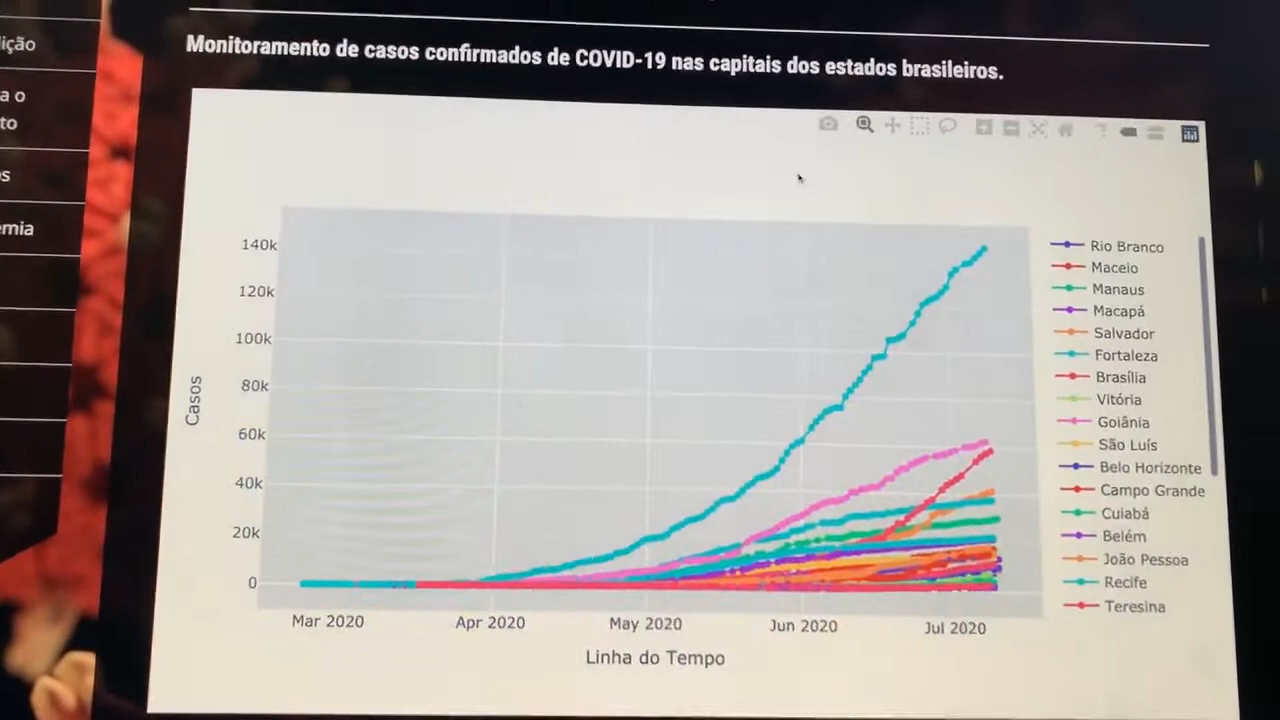 ição
a o
to
s
emia
Monitoramento de casos confirmados de COVID-19 nas capitais dos estados brasileiros.
140k
120k
100k
80k
60k
40k
20k
0
Casos
Mar 2020
Apr 2020
May 2020
Jun 2020
Jul 2020
Linha do Tempo
Rio Branco
Maceio
Manaus
Macapá
Salvador
Fortaleza
Brasília
Vitória
Goiânia
São Luís
Belo Horizonte
Campo Grande
Cuiabá
Belém
João Pessoa
Recife
Teresina